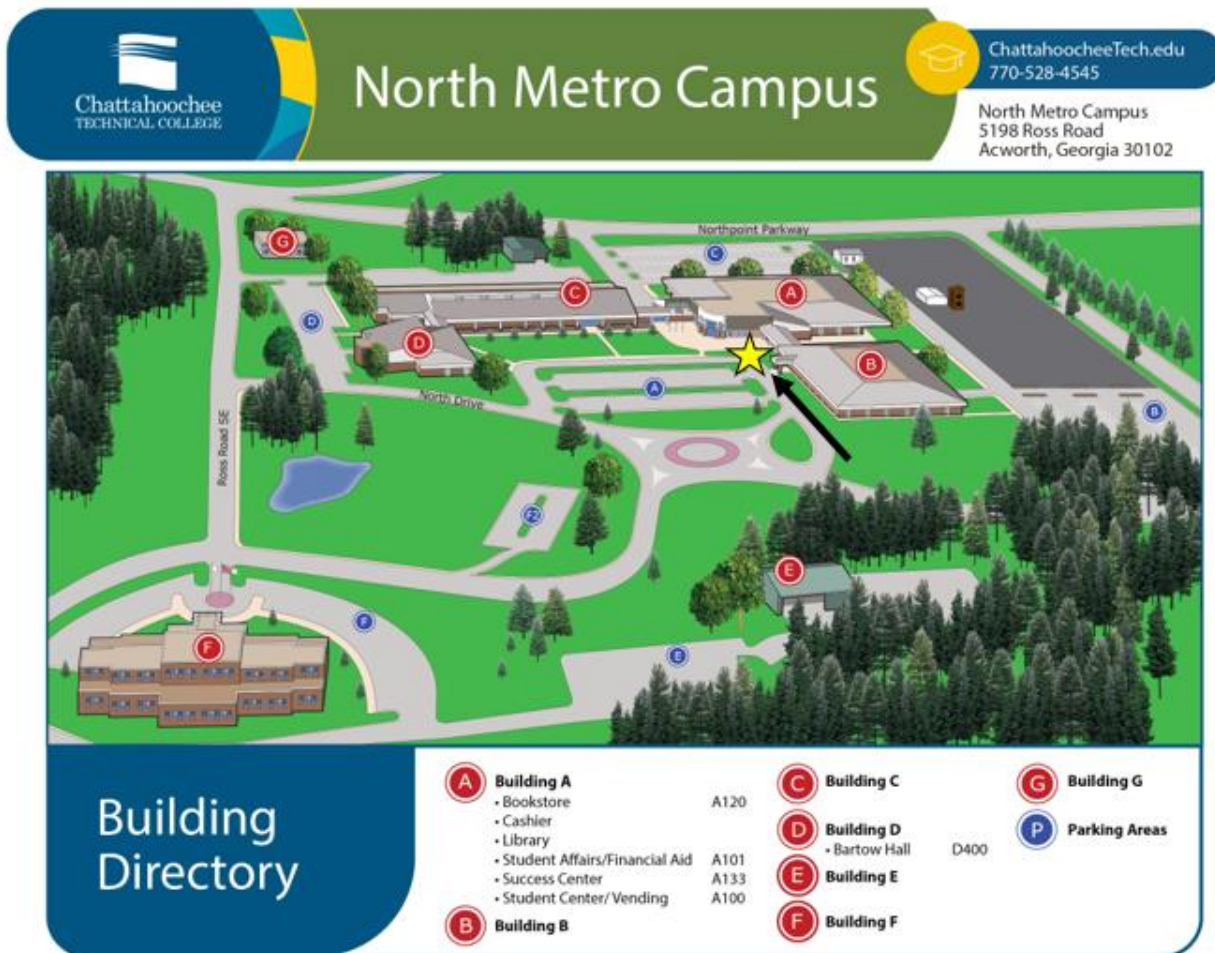 Chattahoochee
TECHNICAL COLLEGE
North Metro Campus
ChattahoocheeTech.edu
770-528-4545
North Metro Campus
5198 Ross Road
Acworth, Georgia 30102
Northpoint Parkway
G
C
C
A
D
D
B
A
North Drive
B
Ross Road SE
F2
E
F
F
E
Building
Directory
A Building A
• Bookstore A120
• Cashier
• Library
• Student Affairs/Financial Aid A101
• Success Center A133
• Student Center/ Vending A100
B Building B
C Building C
D Building D
• Bartow Hall D400
E Building E
F Building F
G Building G
P Parking Areas